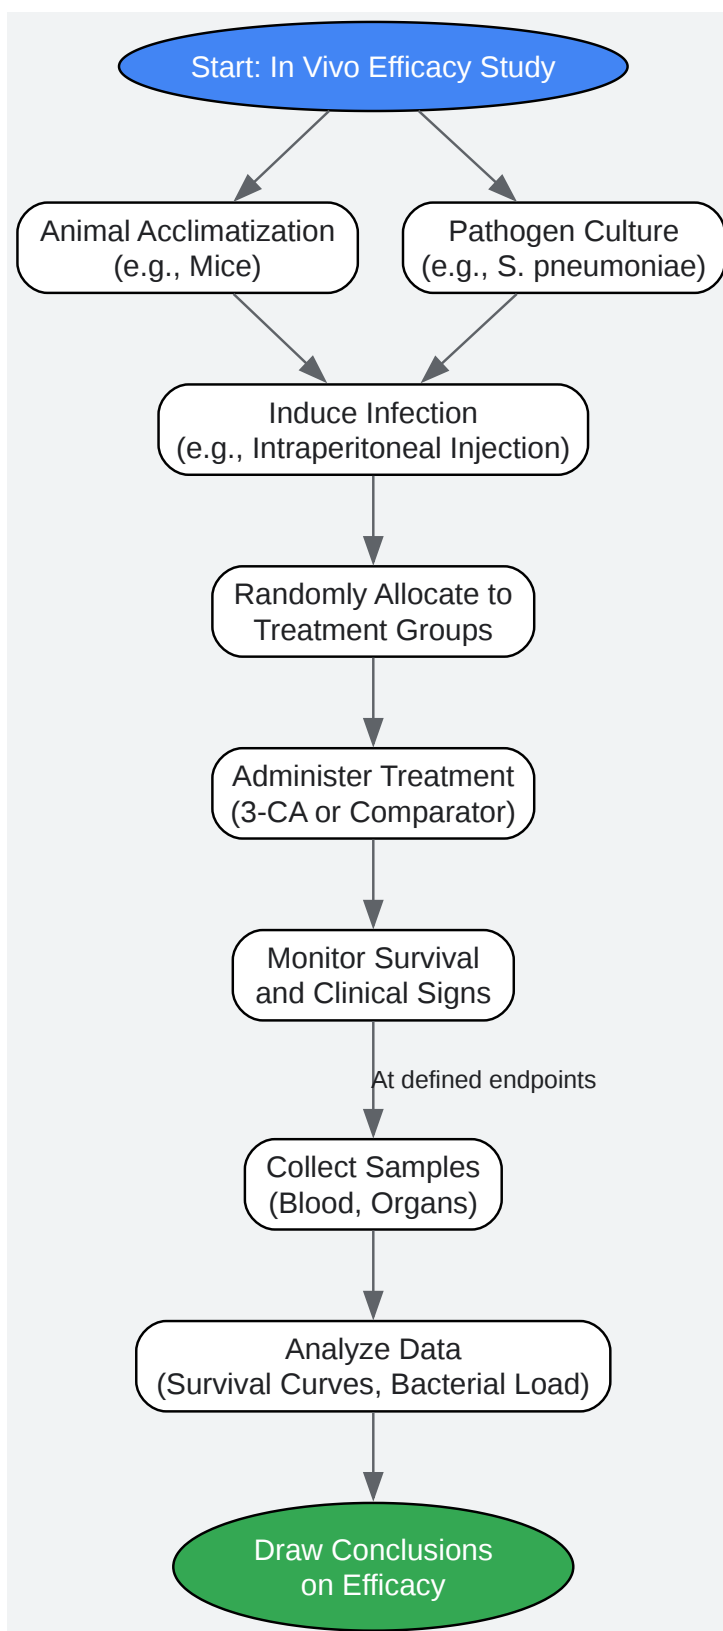 Start: In Vivo Efficacy Study
Animal Acclimatization
(e.g., Mice)
Pathogen Culture
(e.g., S. pneumoniae)
Induce Infection
(e.g., Intraperitoneal Injection)
Randomly Allocate to
Treatment Groups
Administer Treatment
(3-CA or Comparator)
Monitor Survival
and Clinical Signs
At defined endpoints
Collect Samples
(Blood, Organs)
Analyze Data
(Survival Curves, Bacterial Load)
Draw Conclusions
on Efficacy